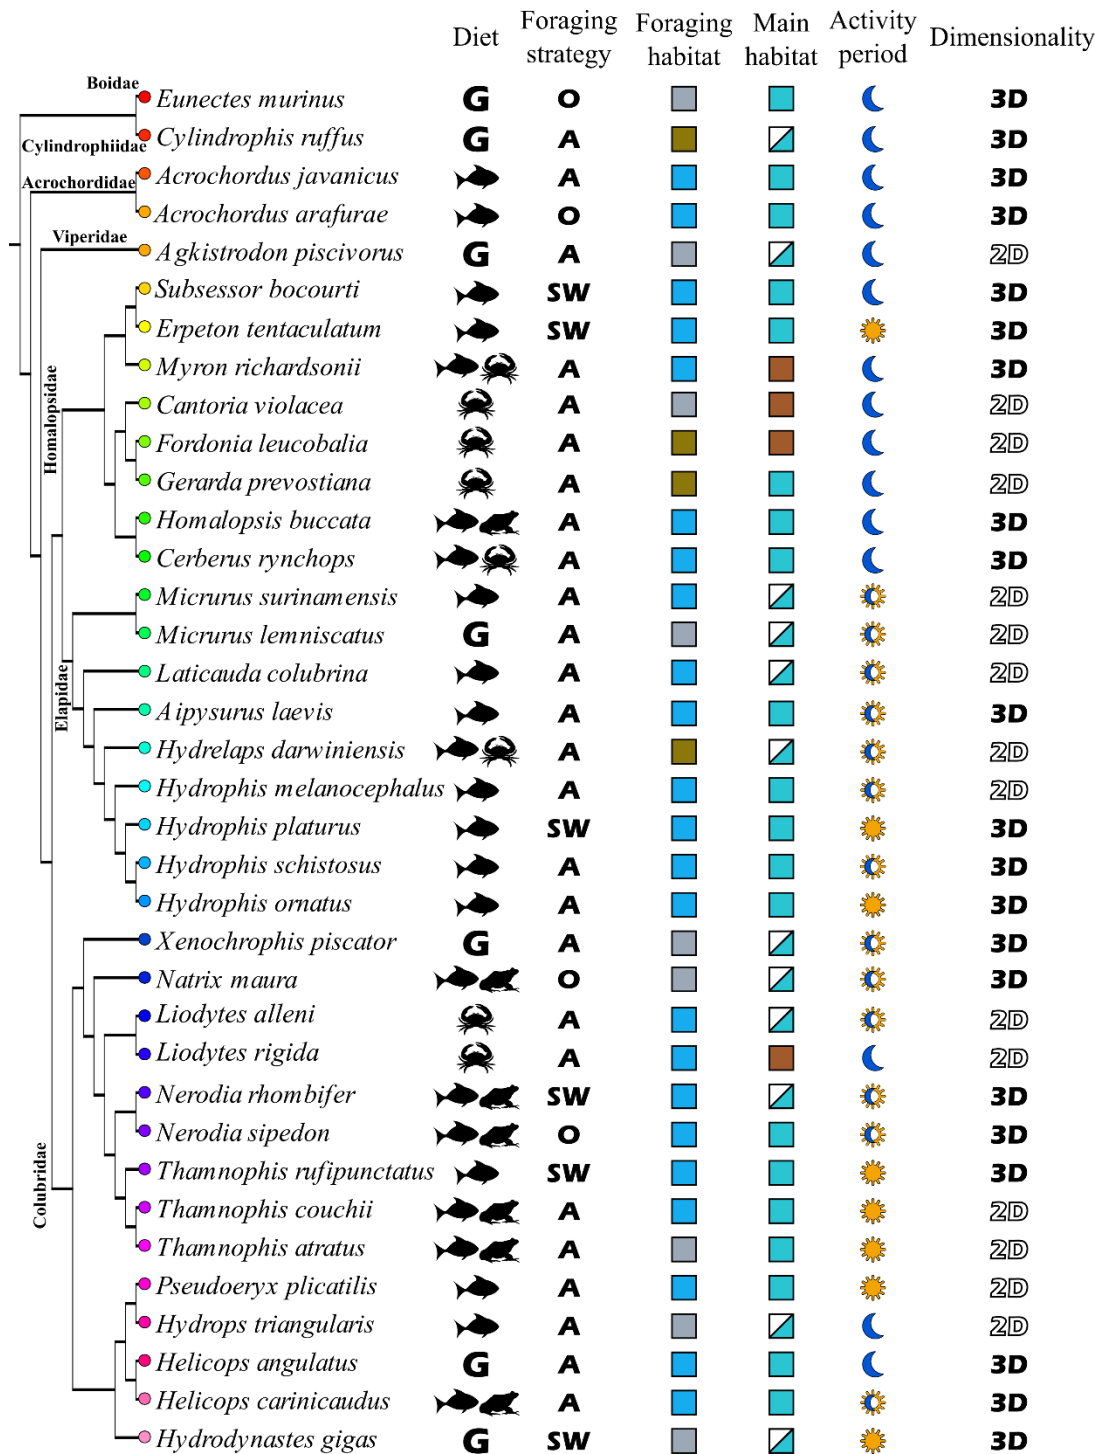 Diet Foraging strategy Foraging habitat Main habitat Activity period Dimensionality
Boidae
Eunectes murinus G O 3D
Cylindrophiidae
Cylindrophis ruffus G A 3D
Acrochordidae
Acrochordus javanicus A 3D
Acrochordus arafurae O 3D
Viperidae
Agkistrodon piscivorus G A 2D
Homalopsidae
Subsessor bocourti SW 3D
Erpeton tentaculatum SW 3D
Myron richardsonii A 3D
Cantoria violacea A 2D
Fordonia leucobalia A 2D
Gerarda prevostiana A 2D
Homalopsis buccata A 3D
Cerberus rynchops A 3D
Elapidae
Micrurus surinamensis A 2D
Micrurus lemniscatus G A 2D
Laticauda colubrina A 2D
Aipysurus laevis A 3D
Hydrelaps darwiniensis A 2D
Hydrophis melanocephalus A 2D
Hydrophis platurus SW 3D
Hydrophis schistosus A 3D
Hydrophis ornatus A 3D
Colubridae
Xenochrophis piscator G A 3D
Natrix maura O 3D
Liodytes alleni A 2D
Liodytes rigida A 2D
Nerodia rhombifer SW 3D
Nerodia sipedon O 3D
Thamnophis rufipunctatus SW 3D
Thamnophis couchii A 2D
Thamnophis atratus A 2D
Pseudoeryx plicatilis A 2D
Hydrops triangularis A 2D
Helicops angulatus G A 3D
Helicops carinicaudus A 3D
Hydrodynastes gigas G SW 3D